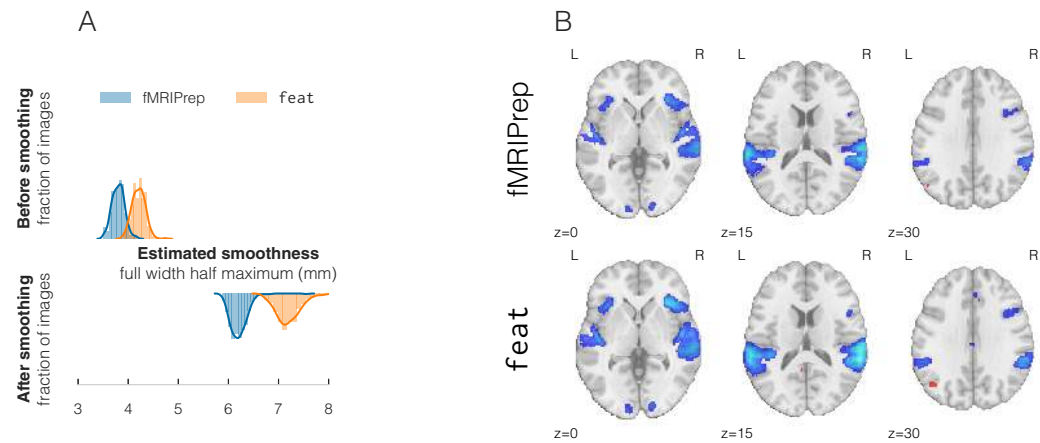 A
fMRIPrep
feat
Before smoothing
fraction of images
Estimated smoothness
full width half maximum (mm)
After smoothing
fraction of images
3 4 5 6 7 8
B
fMRIPrep
L R L R L R
z=0 z=15 z=30
feat
L R L R L R
z=0 z=15 z=30